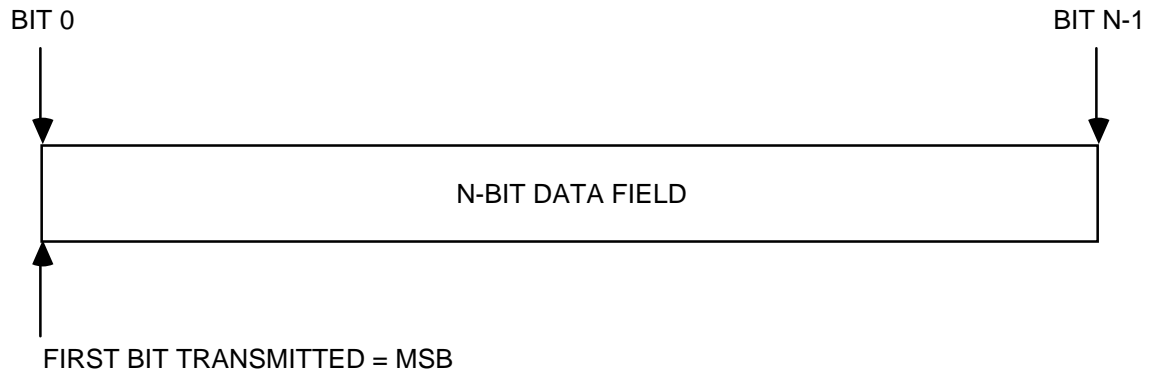 BIT 0
BIT N-1
N-BIT DATA FIELD
FIRST BIT TRANSMITTED = MSB